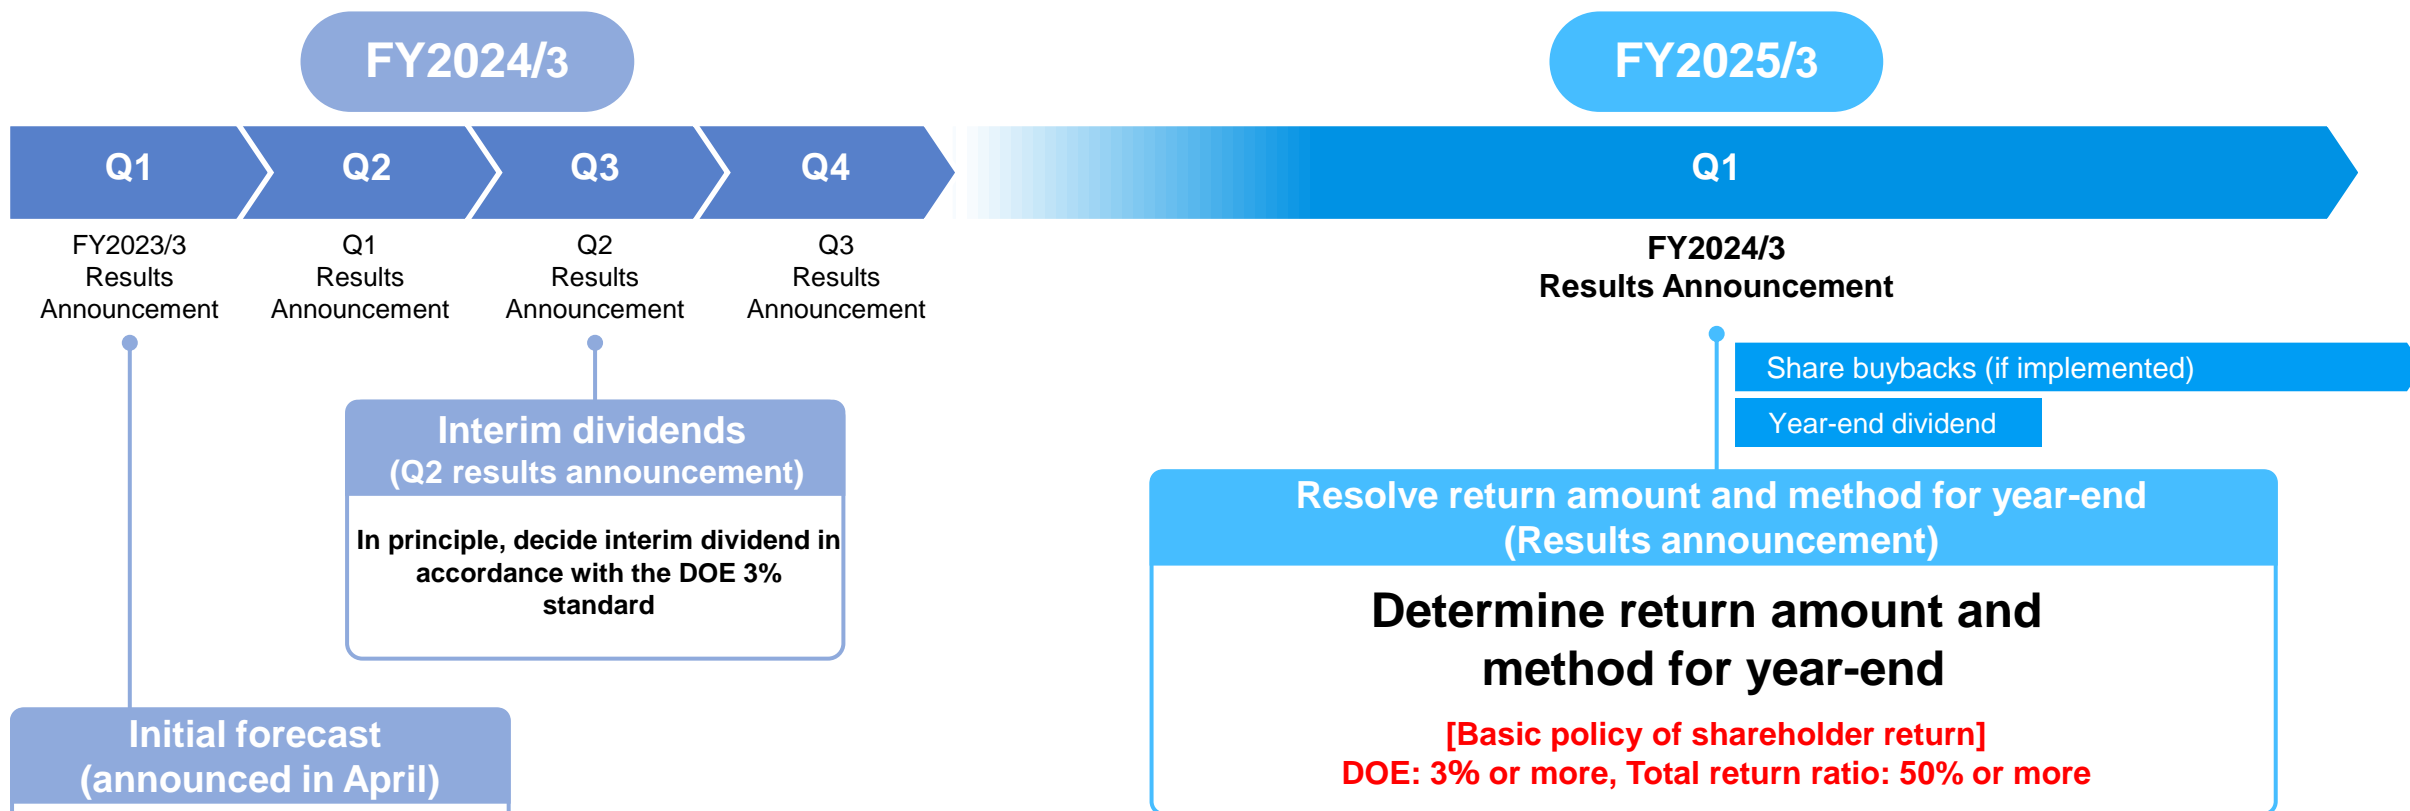 FY2024/3
FY2025/3
Q1
Q2
Q3
Q4
Q1
FY2023/3
Results
Announcement
Q1
Results
Announcement
Q2
Results
Announcement
Q3
Results
Announcement
FY2024/3
Results Announcement
Share buybacks (if implemented)
Year-end dividend
Interim dividends
(Q2 results announcement)
In principle, decide interim dividend in
accordance with the DOE 3%
standard
Resolve return amount and method for year-end
(Results announcement)
Determine return amount and
method for year-end
[Basic policy of shareholder return]
DOE: 3% or more, Total return ratio: 50% or more
Initial forecast
(announced in April)